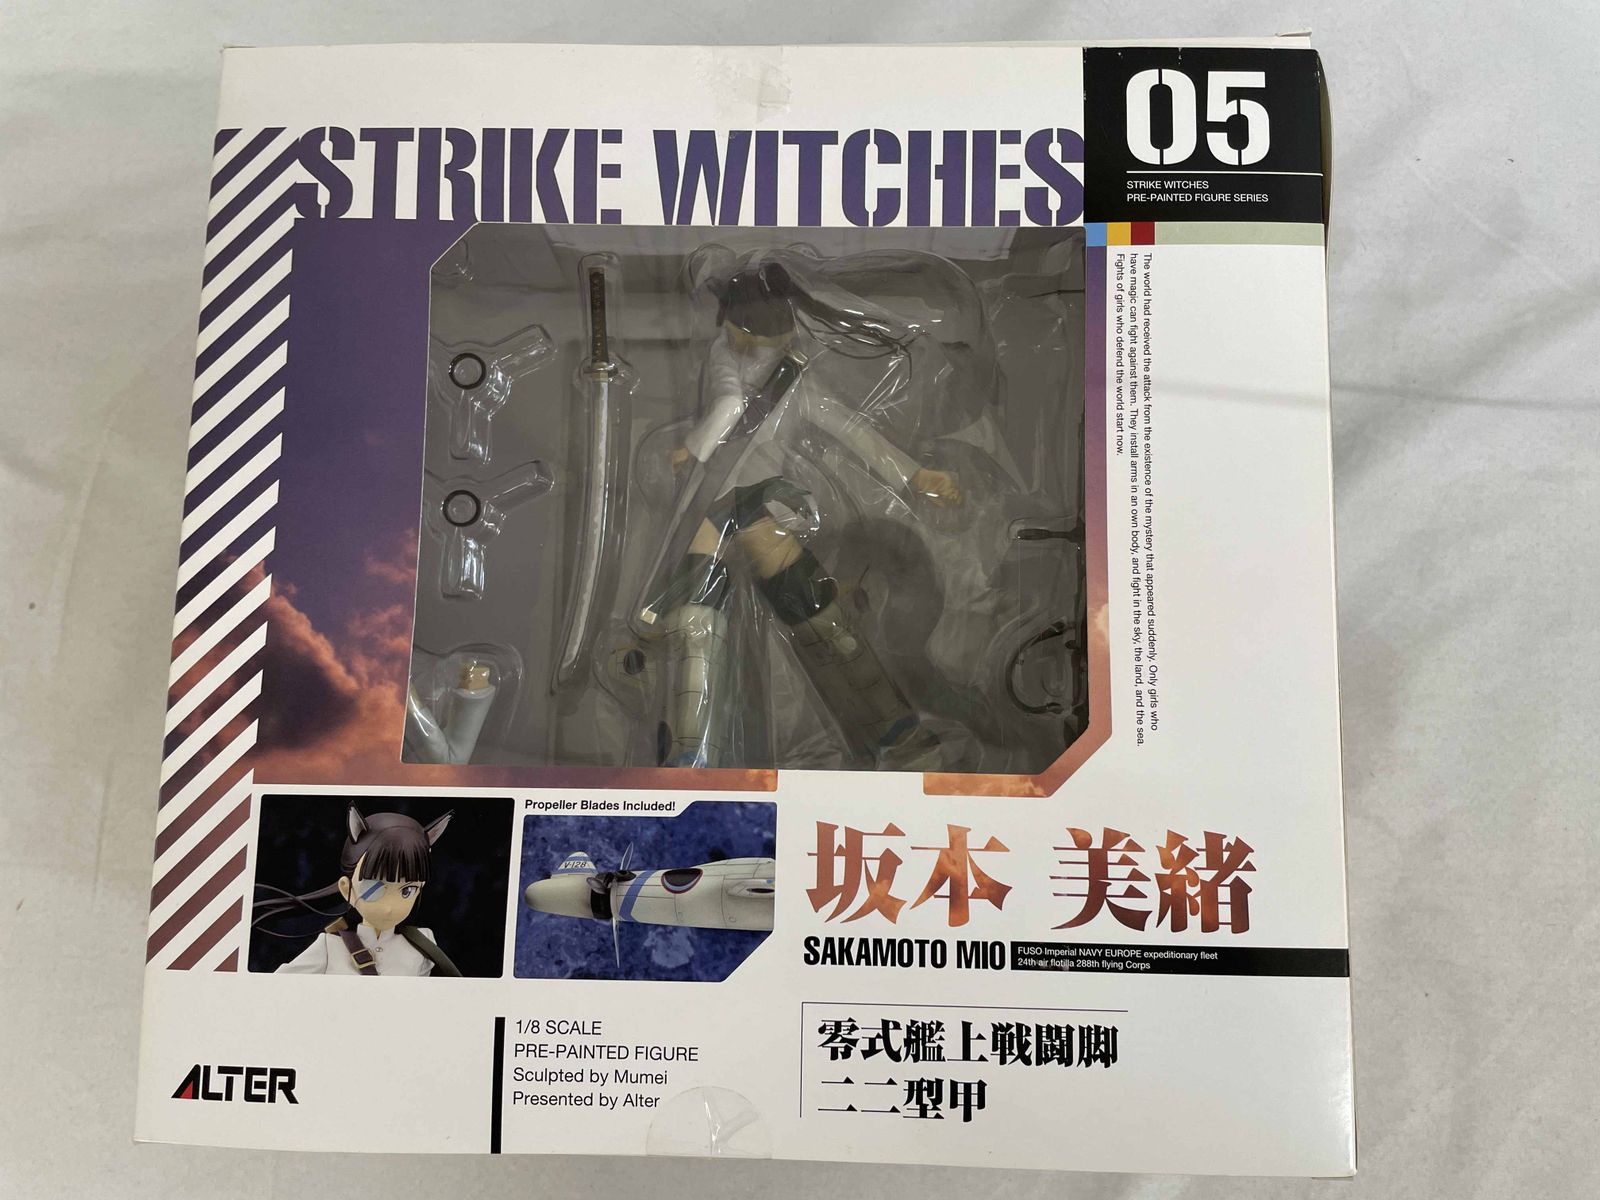 STRIKE WITCHES
05
STRIKE WITCHES
PRE-PAINTED FIGURE SERIES
The world had received the attack from the existence of the mystery that appeared suddenly. Only girls who
have magic can fight against them. They install arms in an own body, and fight in the sky, the land, and the sea.
Fights of girls who defend the world start now.
Propeller Blades Included!
V-128
坂本 美緒
SAKAMOTO MIO
FUSO Imperial NAVY EUROPE expeditionary fleet
24th air flotilla 288th flying Corps
1/8 SCALE
PRE-PAINTED FIGURE
Sculpted by Mumei
Presented by Alter
零式艦上戦闘脚
二二型甲
ALTER